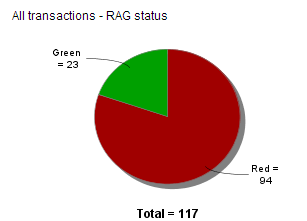 All transactions - RAG status
Green
= 23
Red =
94
Total = 117